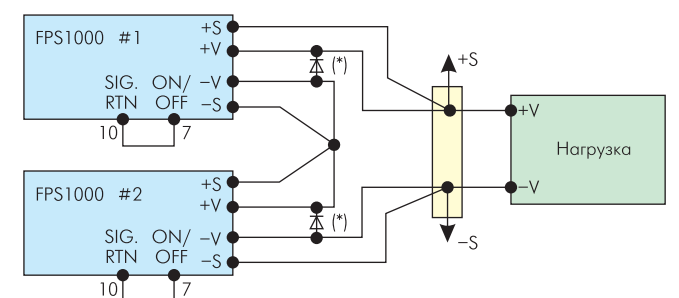 FPS1000 #1
+S
+V
–V
–S
SIG. ON/
RTN OFF
10 7
(*)
+S
–S
+V
–V
Нагрузка
FPS1000 #2
+S
+V
–V
–S
SIG. ON/
RTN OFF
10 7
(*)